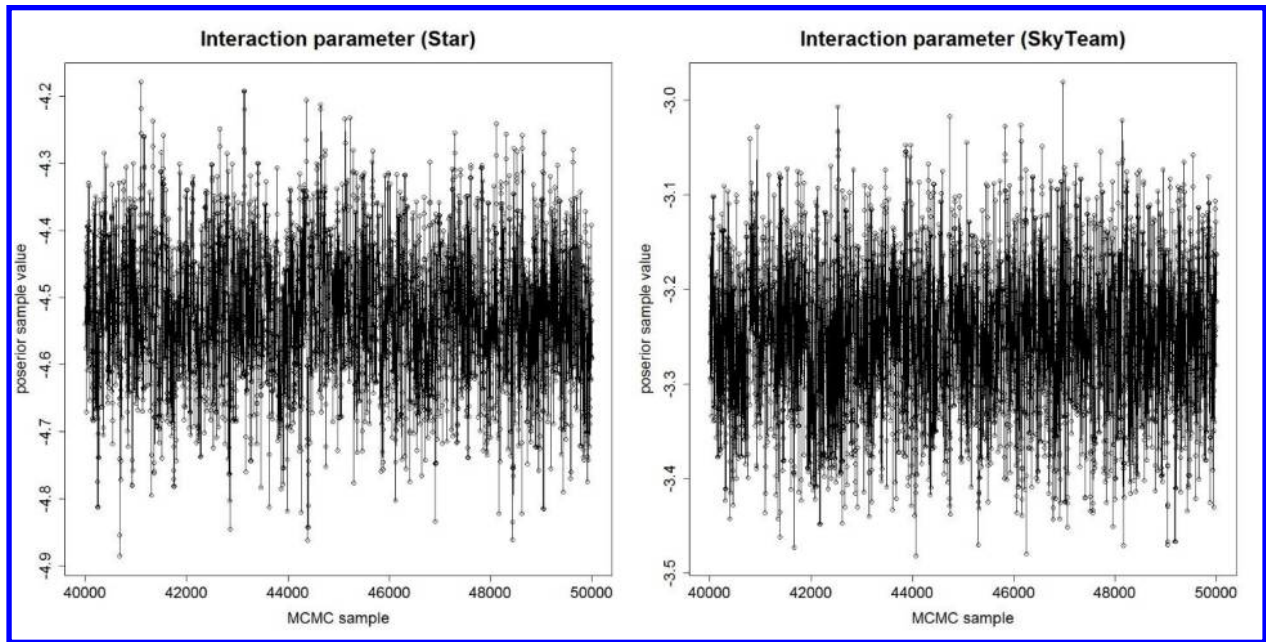 Interaction parameter (Star)
-4.2
-4.3
-4.4
-4.5
-4.6
-4.7
-4.8
-4.9
poserior sample value
40000 42000 44000 46000 48000 50000
MCMC sample
Interaction parameter (SkyTeam)
-3.0
-3.1
-3.2
-3.3
-3.4
-3.5
poserior sample value
40000 42000 44000 46000 48000 50000
MCMC sample